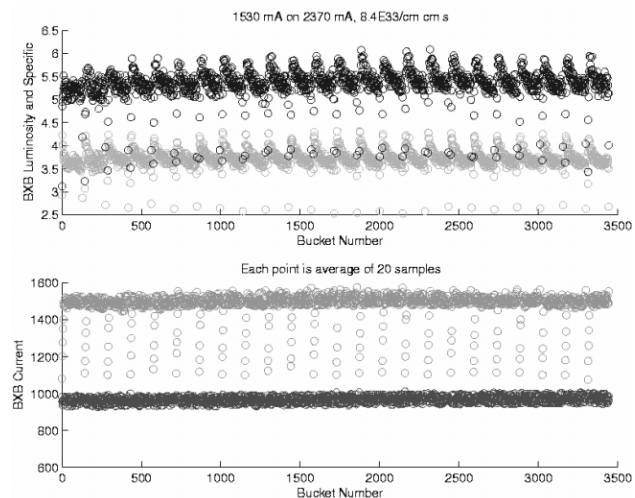 1530 mA on 2370 mA, 8.4E33/cm cm s
BXB Luminosity and Specific
6.5
6
5.5
5
4.5
4
3.5
3
2.5
0 500 1000 1500 2000 2500 3000 3500
Bucket Number
Each point is average of 20 samples
BXB Current
1600
1400
1200
1000
800
600
0 500 1000 1500 2000 2500 3000 3500
Bucket Number